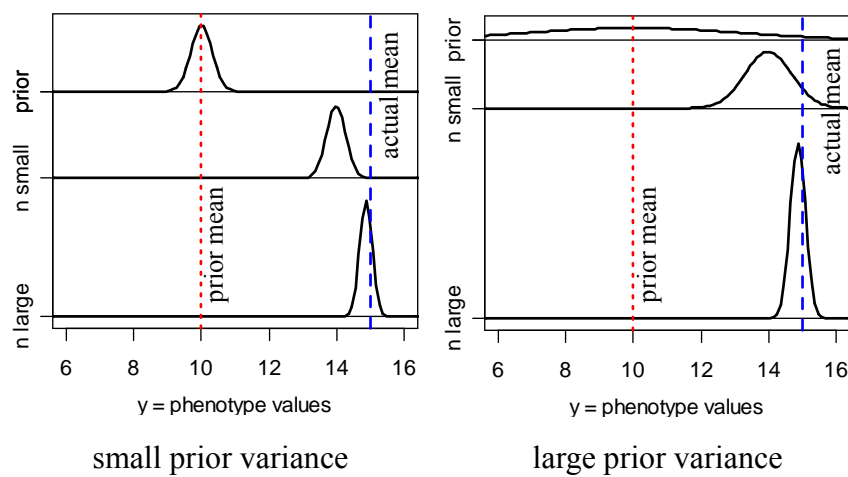 prior
n small
n large
actual mean
prior mean
6 8 10 12 14 16
y = phenotype values
small prior variance
prior
n small
n large
actual mean
prior mean
6 8 10 12 14 16
y = phenotype values
large prior variance